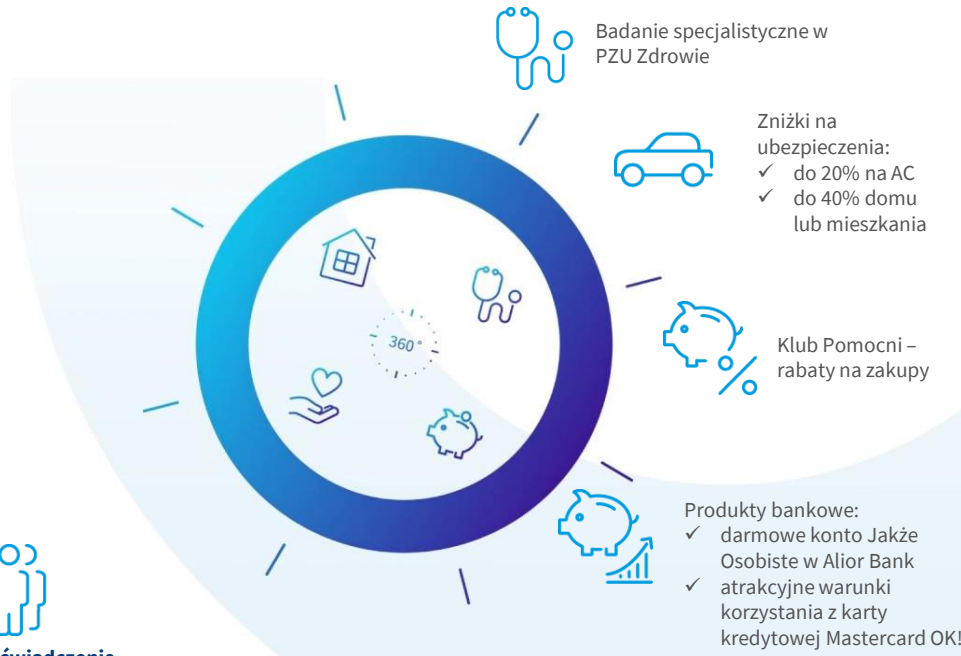 Badanie specjalistyczne w
PZU Zdrowie
Zniżki na
ubezpieczenia:
✓ do 20% na AC
✓ do 40% domu
lub mieszkania
360°
Klub Pomocni –
rabaty na zakupy
Produkty bankowe:
✓ darmowe konto Jakże
Osobiste w Alior Bank
✓ atrakcyjne warunki
korzystania z karty
kredytowej Mastercard OK!